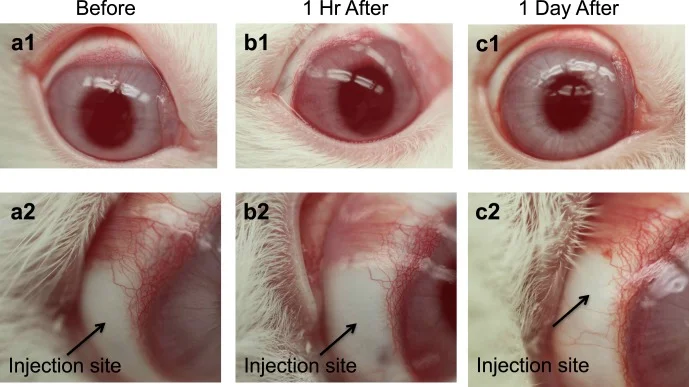 Before
1 Hr After
1 Day After
a1
b1
c1
a2
b2
c2
Injection site
Injection site
Injection site